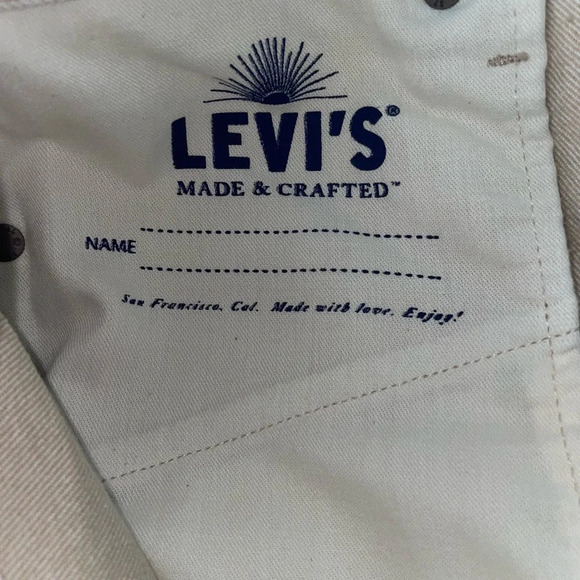 LEVI'S®
MADE & CRAFTED™
NAME
San Francisco, Cal. Made with love. Enjoy!